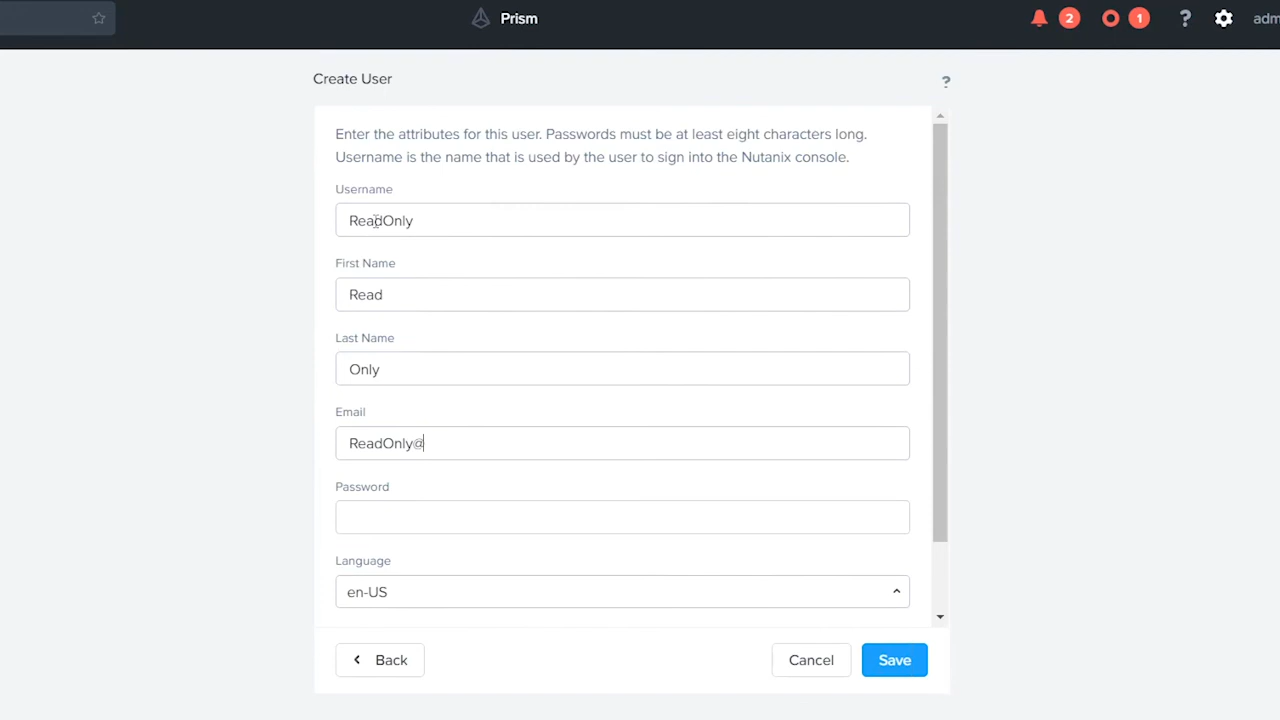 Prism
2
1
?
adm
Create User
?
Enter the attributes for this user. Passwords must be at least eight characters long.
Username is the name that is used by the user to sign into the Nutanix console.
Username
ReadOnly
First Name
Read
Last Name
Only
Email
ReadOnly@
Password
Language
en-US
Back
Cancel
Save